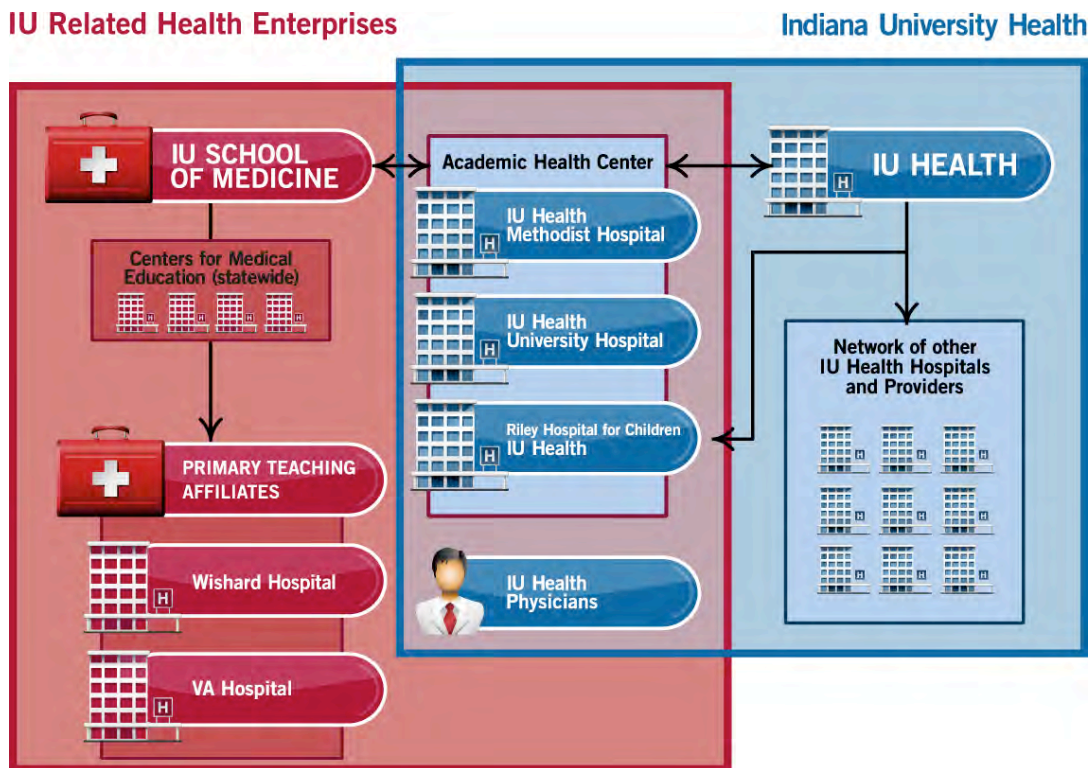 IU Related Health Enterprises
Indiana University Health
IU SCHOOL
OF MEDICINE
Centers for Medical
Education (statewide)
H
H
H
H
PRIMARY TEACHING
AFFILIATES
Wishard Hospital
H
VA Hospital
H
Academic Health Center
IU Health
Methodist Hospital
H
IU Health
University Hospital
H
Riley Hospital for Children
IU Health
H
IU Health
Physicians
IU HEALTH
H
Network of other
IU Health Hospitals
and Providers
H
H
H
H
H
H
H
H
H